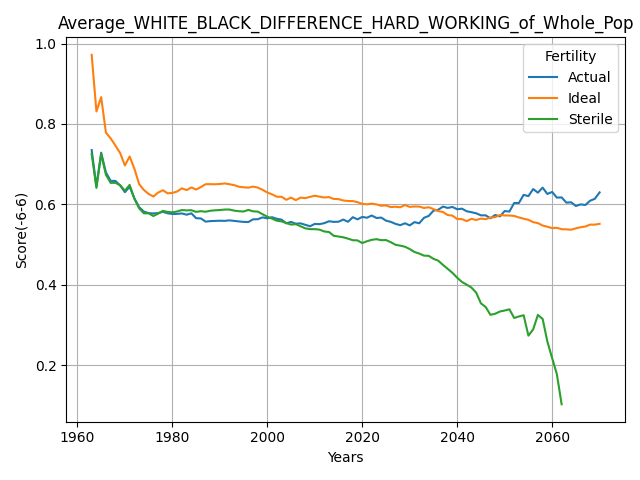 Average_WHITE_BLACK_DIFFERENCE_HARD_WORKING_of_Whole_Pop
Fertility
Actual
Ideal
Sterile
Score(-6-6)
1.0
0.8
0.6
0.4
0.2
1960
1980
2000
2020
2040
2060
Years